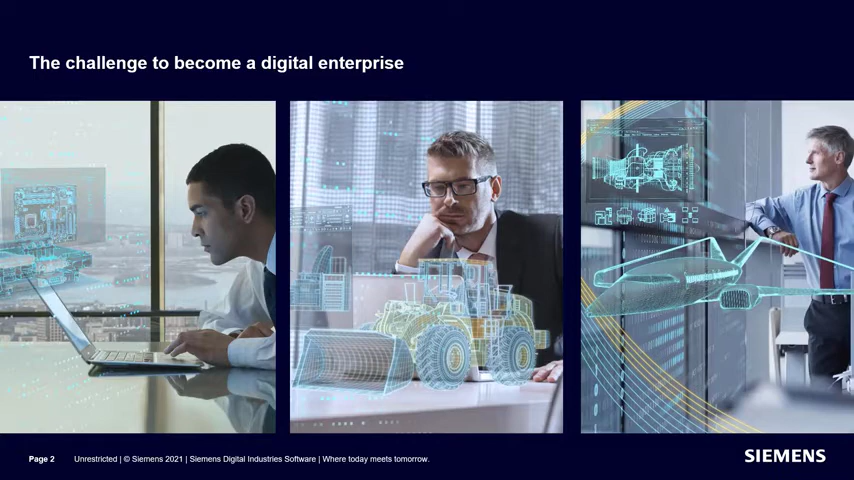 The challenge to become a digital enterprise
Page 2 Unrestricted | © Siemens 2021 | Siemens Digital Industries Software | Where today meets tomorrow.
SIEMENS